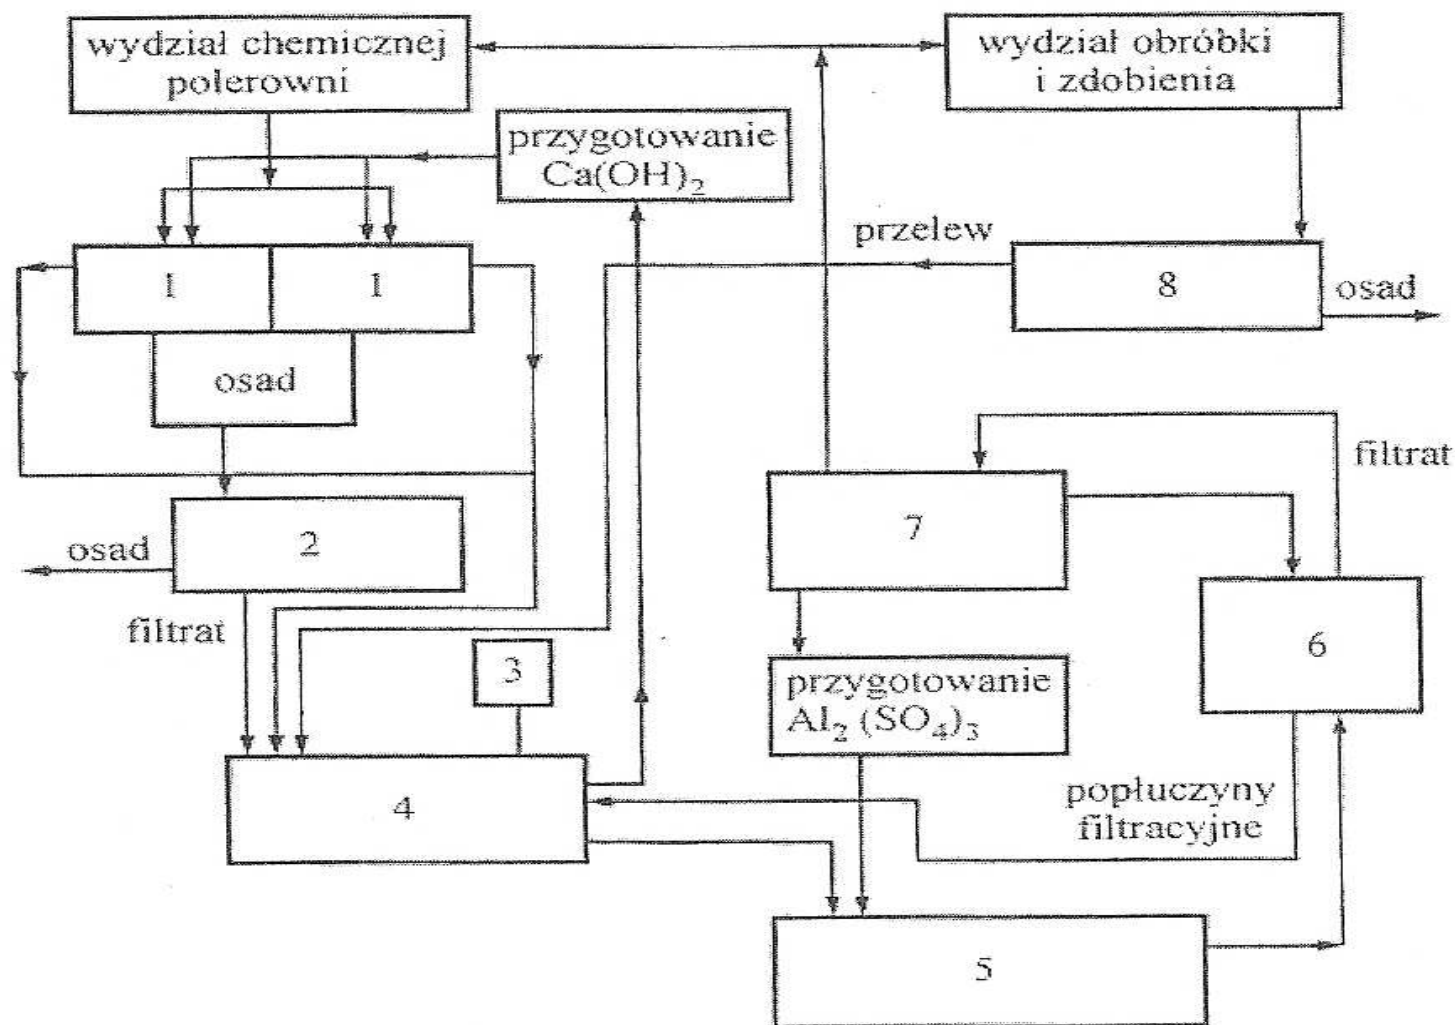 wydział chemicznej
polerowni
wydział obróbki
i zdobienia
przygotowanie
Ca(OH)₂
przelew
1
1
8
osad
osad
filtrat
7
2
osad
filtrat
6
3
przygotowanie
Al₂ (SO₄)₃
4
popłuczyny
filtracyjne
5